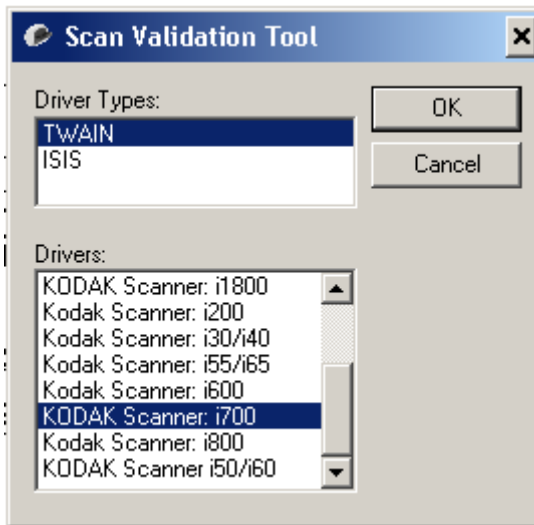 Scan Validation Tool
Driver Types:
TWAIN
ISIS
OK
Cancel
Drivers:
KODAK Scanner: i1800
Kodak Scanner: i200
Kodak Scanner: i30/i40
Kodak Scanner: i55/i65
Kodak Scanner: i600
KODAK Scanner: i700
Kodak Scanner: i800
KODAK Scanner i50/i60